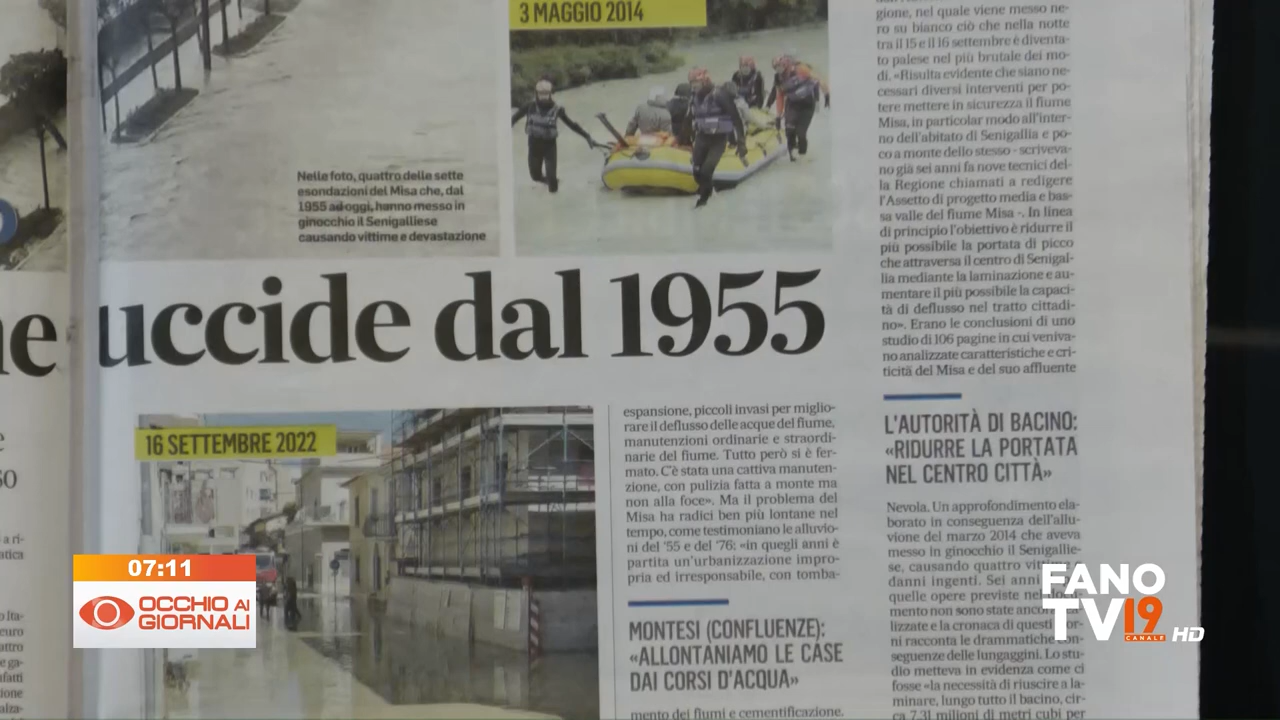 3 MAGGIO 2014
Nelle foto, quattro delle sette
esondazioni del Misa che, dal
1955 ad oggi, hanno messo in
ginocchio il Senigalliese
causando vittime e devastazione
ne uccide dal 1955
16 SETTEMBRE 2022
espansione, piccoli invasi per miglio-
rare il deflusso delle acque del fiume,
manutenzioni ordinarie e straordi-
narie del fiume. Tutto però si è fer-
mato. C'è stata una cattiva manuten-
zione, con pulizia fatta a monte ma
non alla foce». Ma il problema del
Misa ha radici ben più lontane nel
tempo, come testimoniano le alluvio-
ni del '55 e del '76: «in quegli anni è
partita un'urbanizzazione impro-
pria ed irresponsabile, con tomba-
MONTESI (CONFLUENZE):
«ALLONTANIAMO LE CASE
DAI CORSI D'ACQUA»
mento dei fiumi e cementificazione.
gione, nel quale viene messo ne-
ro su bianco ciò che nella notte
tra il 15 e il 16 settembre è diventa-
to palese nel più brutale dei mo-
di. «Risulta evidente che siano ne-
cessari diversi interventi per po-
tere mettere in sicurezza il fiume
Misa, in particolar modo all'inter-
no dell'abitato di Senigallia e po-
co a monte dello stesso - scriveva-
no già sei anni fa nove tecnici del-
la Regione chiamati a redigere
l'Assetto di progetto media e bas-
sa valle del fiume Misa -. In linea
di principio l'obiettivo è ridurre il
più possibile la portata di picco
che attraversa il centro di Senigal-
lia mediante la laminazione e au-
mentare il più possibile la capaci-
tà di deflusso nel tratto cittadi-
no». Erano le conclusioni di uno
studio di 106 pagine in cui veniva-
no analizzate caratteristiche e cri-
ticità del Misa e del suo affluente
L'AUTORITÀ DI BACINO:
«RIDURRE LA PORTATA
NEL CENTRO CITTÀ»
Nevola. Un approfondimento ela-
borato in conseguenza dell'allu-
vione del marzo 2014 che aveva
messo in ginocchio il Senigallie-
se, causando quattro vittime e
danni ingenti. Sei anni
quelle opere previste nel docu-
mento non sono state ancora
lizzate e la cronaca di questi gior-
ni racconta le drammatiche con-
seguenze delle lungaggini. Lo stu-
dio metteva in evidenza come ci
fosse «la necessità di riuscire a la-
minare, lungo tutto il bacino, cir-
ca 7,31 milioni di metri cubi per
07:11
OCCHIO AI
GIORNALI
FANO
TV 19
CANALE HD